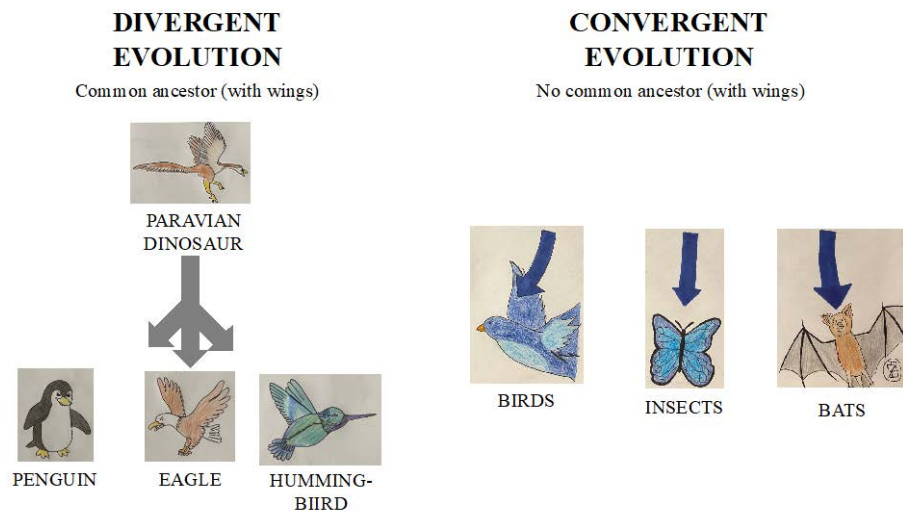 DIVERGENT
EVOLUTION
Common ancestor (with wings)
PARAVIAN
DINOSAUR
PENGUIN
EAGLE
HUMMING-
BIIRD
CONVERGENT
EVOLUTION
No common ancestor (with wings)
BIRDS
INSECTS
BATS